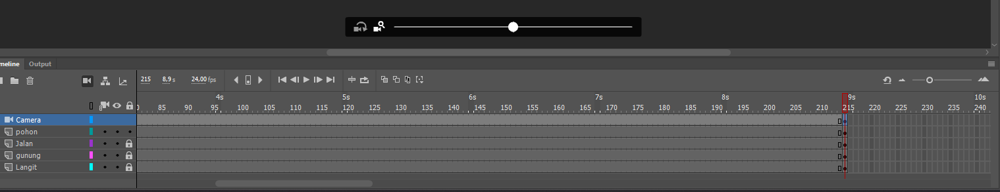 meline Output
215 8,9 s 24,00 fps
4s 5s 6s 7s 8s 9s 10s
85 90 95 100 105 110 115 120 125 130 135 140 145 150 155 160 165 170 175 180 185 190 195 200 205 210 215 220 225 230 235 240
Camera
pohon
Jalan
gunung
Langit